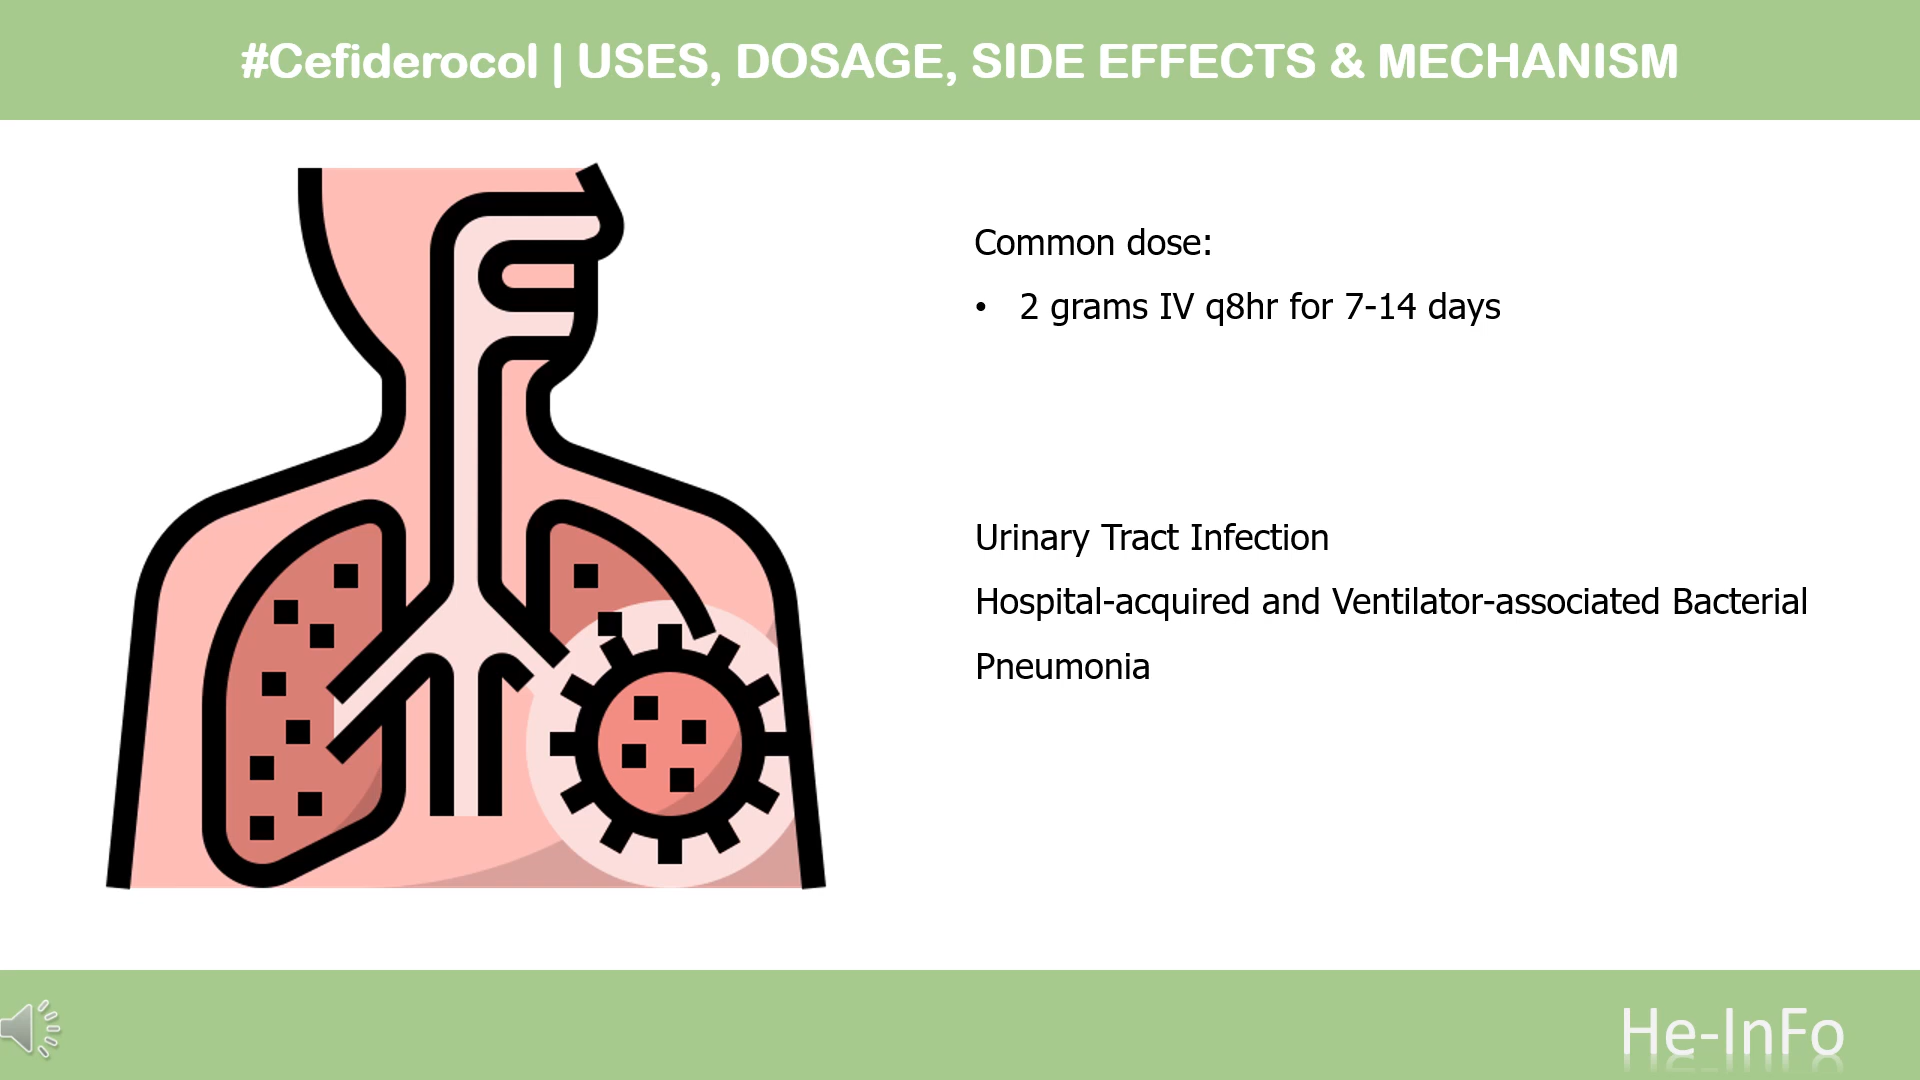 #Cefiderocol | USES, DOSAGE, SIDE EFFECTS & MECHANISM
Common dose:
• 2 grams IV q8hr for 7-14 days
Urinary Tract Infection
Hospital-acquired and Ventilator-associated Bacterial
Pneumonia
He-InFo